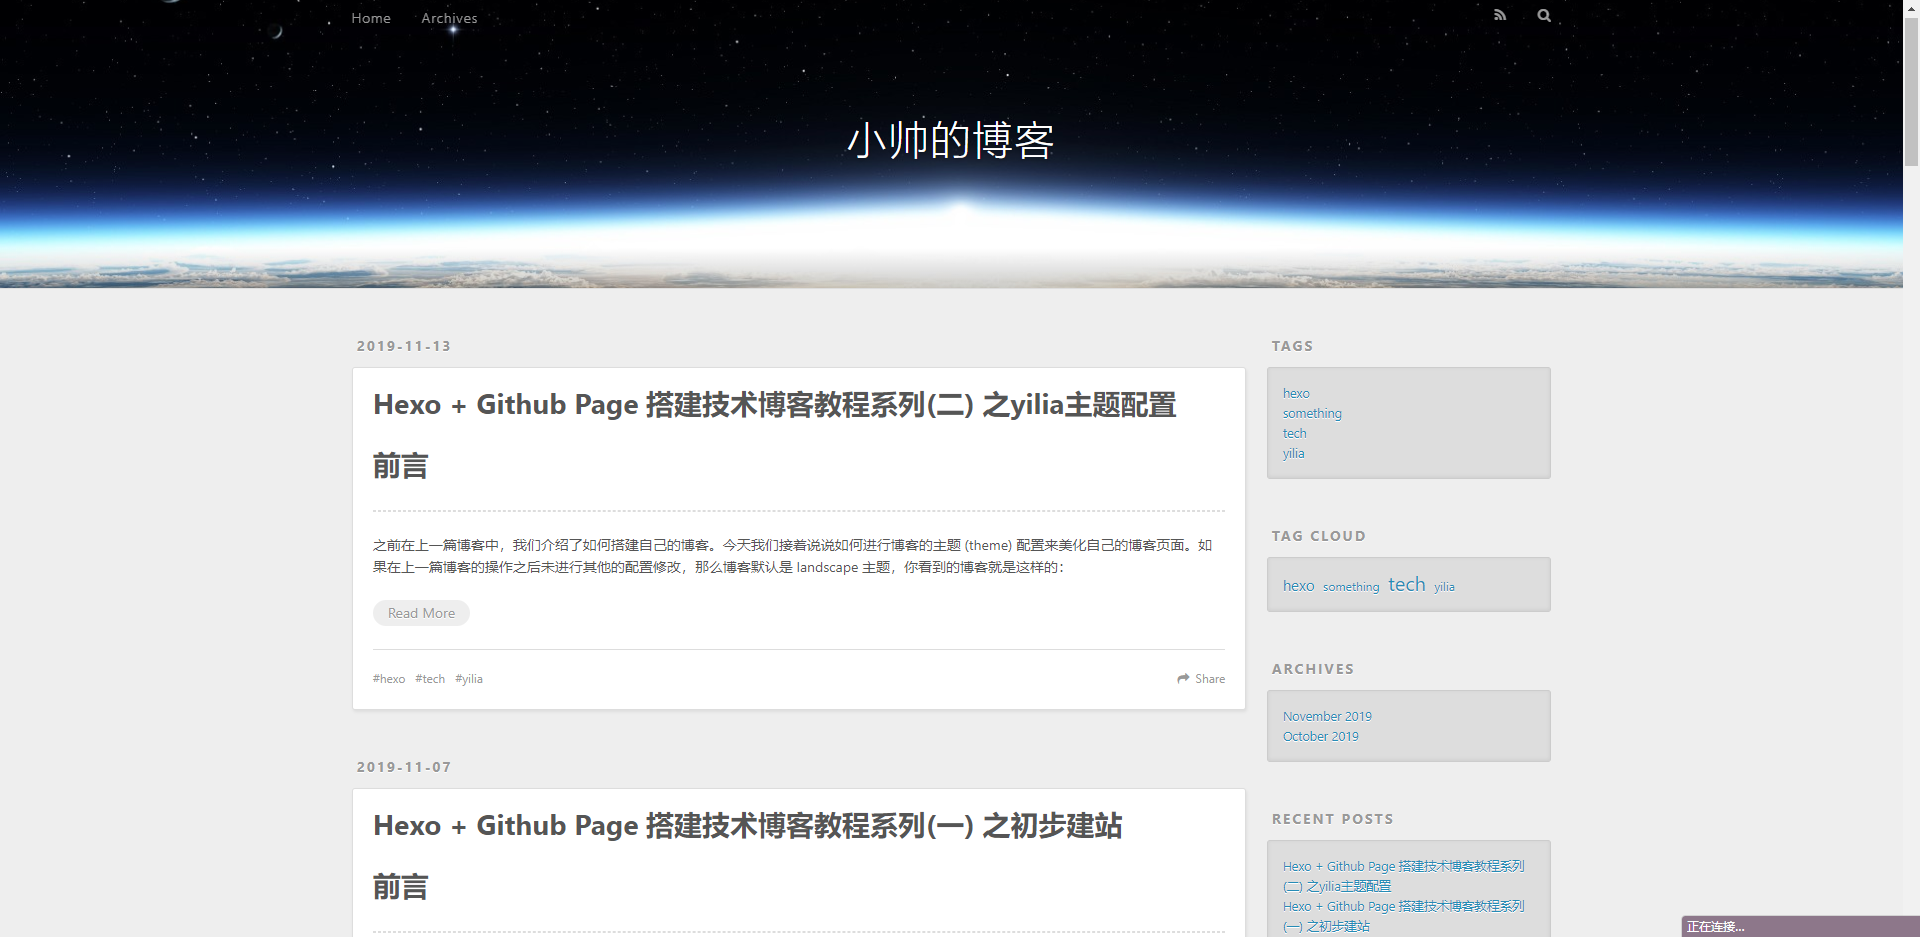 Home Archives
小帅的博客
2019-11-13
Hexo + Github Page 搭建技术博客教程系列(二) 之yilia主题配置
前言
之前在上一篇博客中，我们介绍了如何搭建自己的博客。今天我们接着说说如何进行博客的主题 (theme) 配置来美化自己的博客页面。如
果在上一篇博客的操作之后未进行其他的配置修改，那么博客默认是 landscape 主题，你看到的博客就是这样的：
Read More
#hexo #tech #yilia
Share
2019-11-07
Hexo + Github Page 搭建技术博客教程系列(一) 之初步建站
前言
TAGS
hexo
something
tech
yilia
TAG CLOUD
hexo something tech yilia
ARCHIVES
November 2019
October 2019
RECENT POSTS
Hexo + Github Page 搭建技术博客教程系列
(二) 之yilia主题配置
Hexo + Github Page 搭建技术博客教程系列
(一) 之初步建站
正在连接...